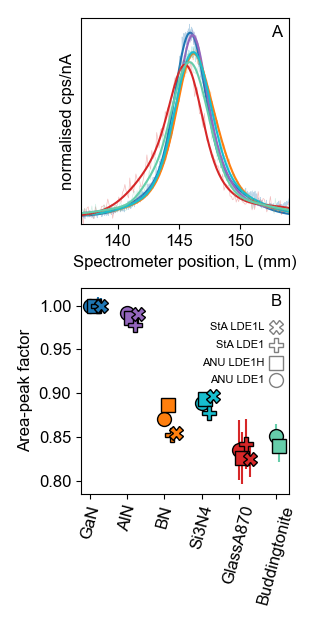 A
normalised cps/nA
140
145
150
Spectrometer position, L (mm)
B
1.00
0.95
0.90
0.85
0.80
Area-peak factor
StA LDE1L
StA LDE1
ANU LDE1H
ANU LDE1
GaN
AlN
BN
Si3N4
GlassA870
Buddingtonite